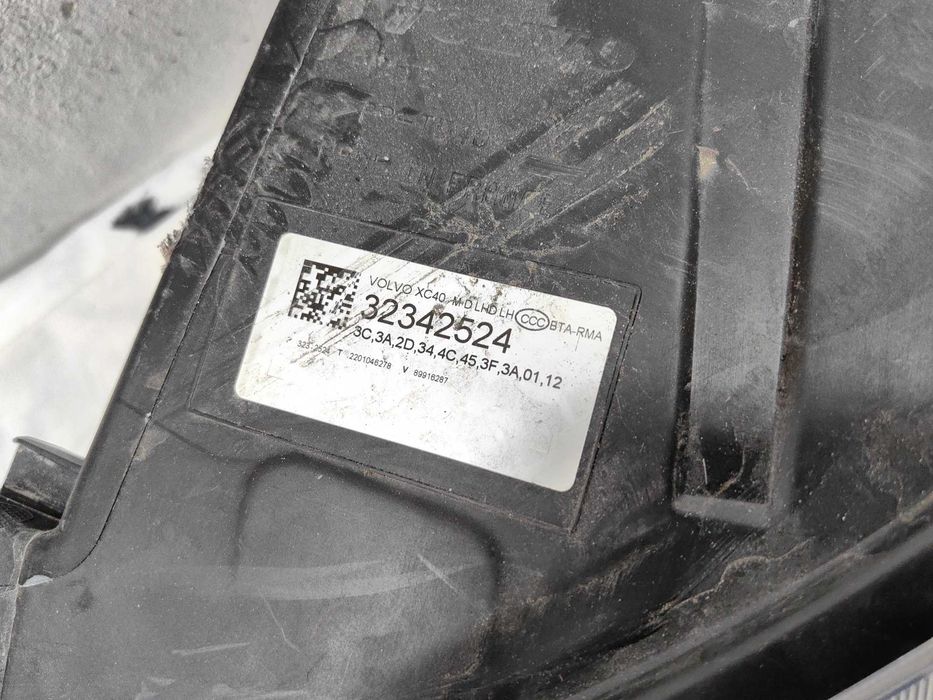 VOLVO XC40 M-D LHD LH CCC BTA-RMA
32342524
3C,3A,2D,34,4C,45,3F,3A,01,12
T 2201046278 V 89916287